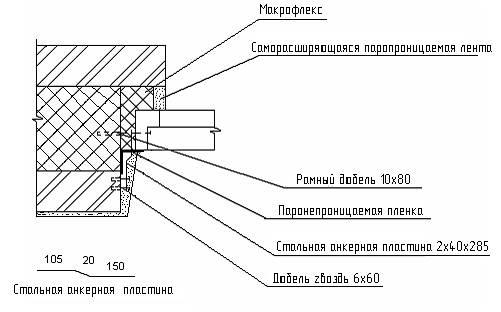 Макрофлекс
Саморасширяющаяся паропроницаемая лента
Рамный дюбель 10х80
Паронепроницаемая пленка
Стальная анкерная пластина 2х40х285
Дюбель гвоздь 6х60
105 20 150
Стальная анкерная пластина